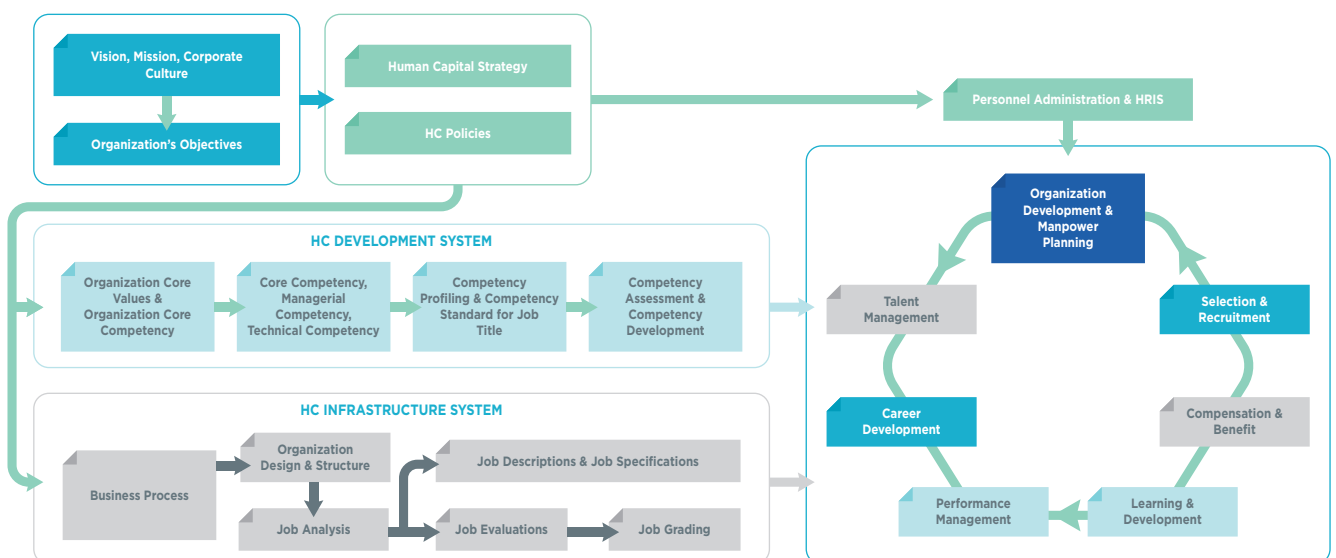 Vision, Mission, Corporate
Culture
Organization's Objectives
Human Capital Strategy
HC Policies
Personnel Administration & HRIS
HC DEVELOPMENT SYSTEM
Organization Core
Values &
Organization Core
Competency
Core Competency,
Managerial
Competency,
Technical Competency
Competency
Profiling & Competency
Standard for Job
Title
Competency
Assessment &
Competency
Development
HC INFRASTRUCTURE SYSTEM
Business Process
Organization
Design & Structure
Job Analysis
Job Descriptions & Job Specifications
Job Evaluations
Job Grading
Organization
Development &
Manpower
Planning
Talent
Management
Selection &
Recruitment
Career
Development
Compensation &
Benefit
Performance
Management
Learning &
Development